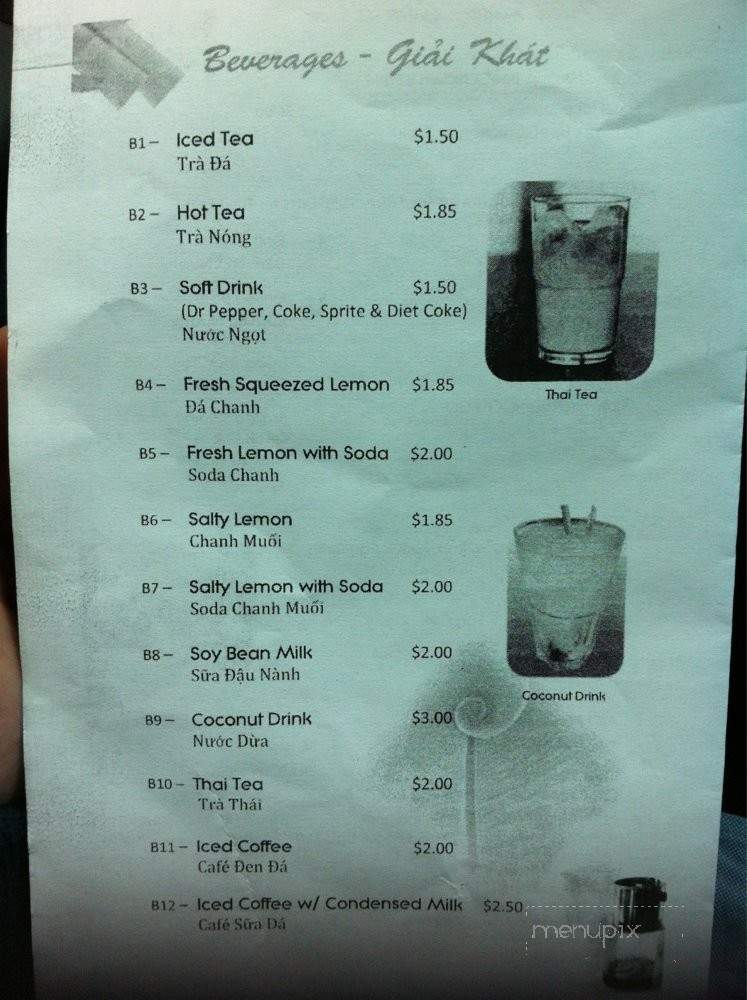 Beverages - Giải Khát
B1 – Iced Tea $1.50
Trà Đá
B2 – Hot Tea $1.85
Trà Nóng
B3 – Soft Drink $1.50
(Dr Pepper, Coke, Sprite & Diet Coke)
Nước Ngọt
Thai Tea
B4 – Fresh Squeezed Lemon $1.85
Đá Chanh
B5 – Fresh Lemon with Soda $2.00
Soda Chanh
B6 – Salty Lemon $1.85
Chanh Muối
B7 – Salty Lemon with Soda $2.00
Soda Chanh Muối
B8 – Soy Bean Milk $2.00
Sữa Đậu Nành
Coconut Drink
B9 – Coconut Drink $3.00
Nước Dừa
B10 – Thai Tea $2.00
Trà Thái
B11 – Iced Coffee $2.00
Café Đen Đá
B12 – Iced Coffee w/ Condensed Milk $2.50
Café Sữa Đá
menupix